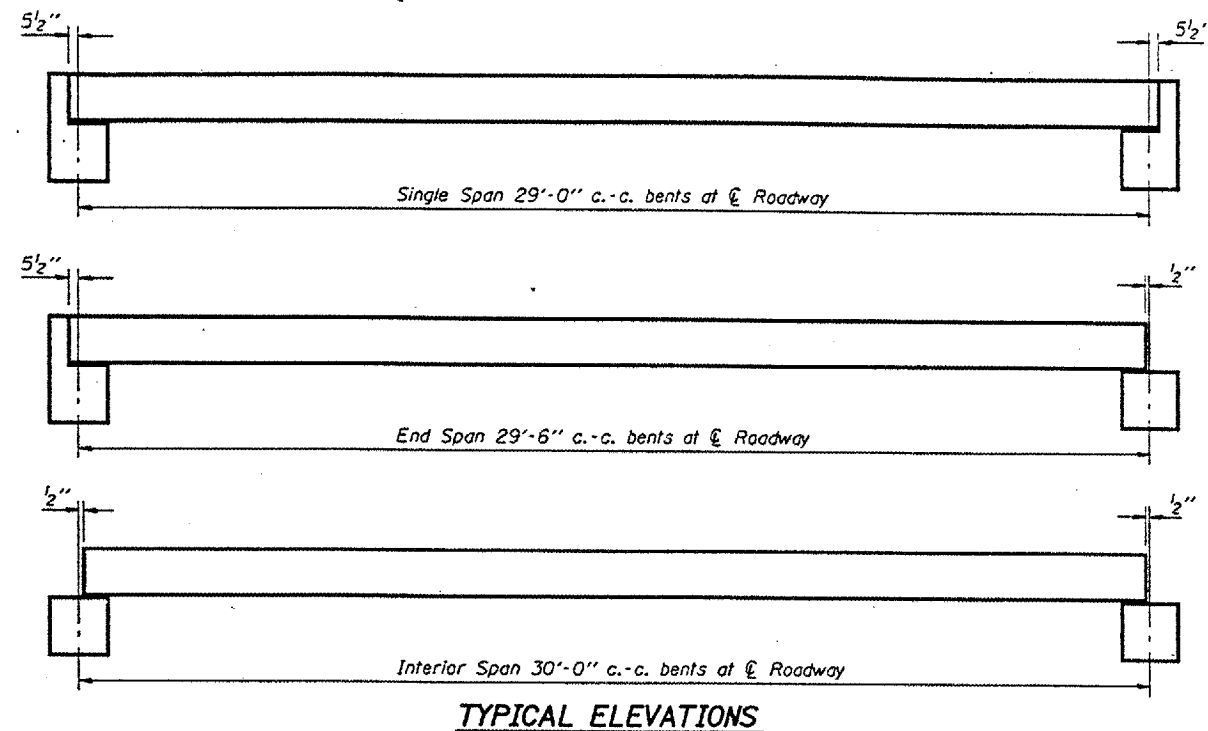 5½"
5½'
Single Span 29'-0" c.-c. bents at ℄ Roadway
5½"
½"
End Span 29'-6" c.-c. bents at ℄ Roadway
½"
½"
Interior Span 30'-0" c.-c. bents at ℄ Roadway
TYPICAL ELEVATIONS